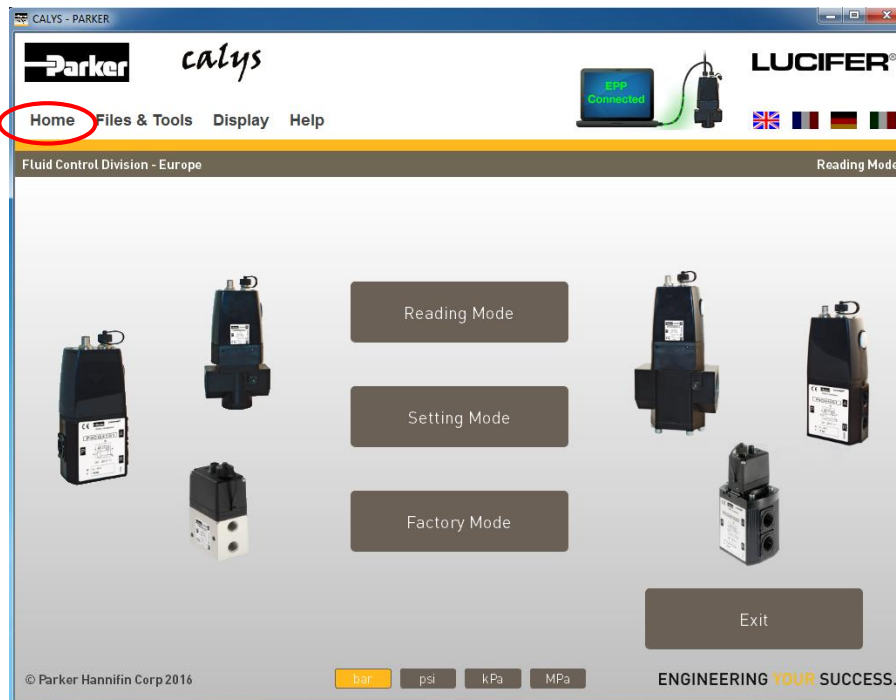 CALYS - PARKER
Parker calys LUCIFER®
EPP
Connected
Home Files & Tools Display Help
Fluid Control Division - Europe Reading Mode
Reading Mode
Setting Mode
Factory Mode
Exit
© Parker Hannifin Corp 2016 bar psi kPa MPa ENGINEERING YOUR SUCCESS.